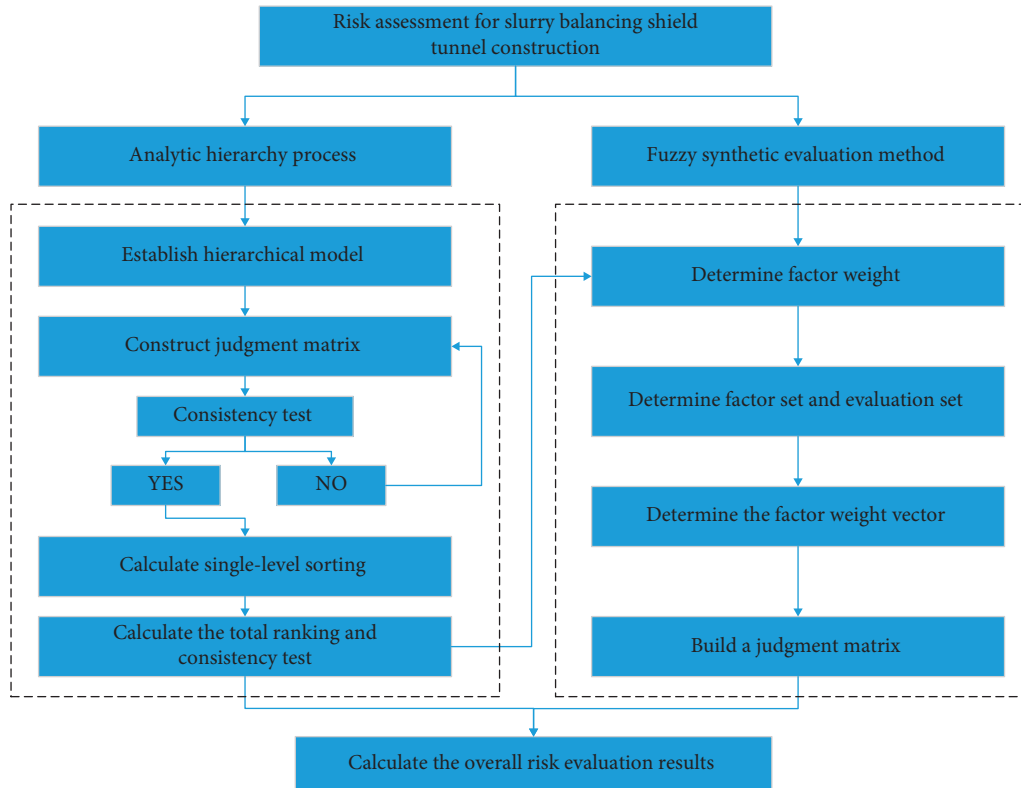 Risk assessment for slurry balancing shield
tunnel construction
Analytic hierarchy process
Fuzzy synthetic evaluation method
Establish hierarchical model
Construct judgment matrix
Consistency test
YES
NO
Calculate single-level sorting
Calculate the total ranking and
consistency test
Determine factor weight
Determine factor set and evaluation set
Determine the factor weight vector
Build a judgment matrix
Calculate the overall risk evaluation results